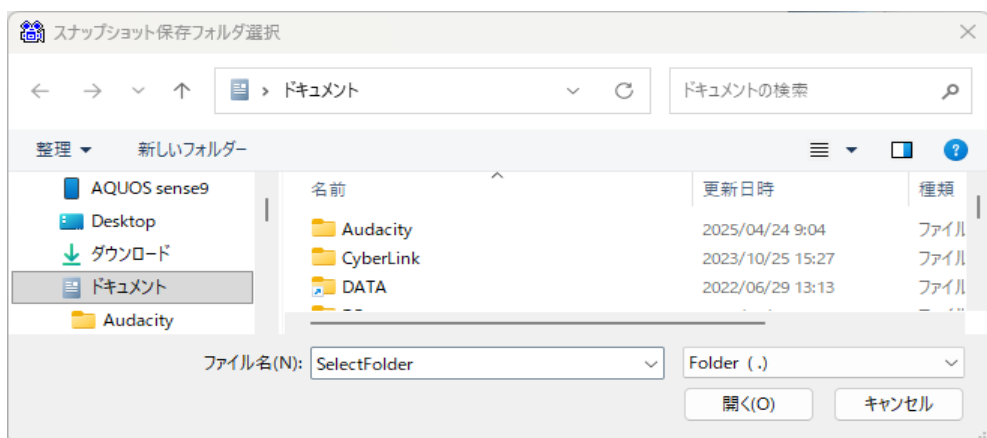 スナップショット保存フォルダ選択
ドキュメント ドキュメントの検索
整理 新しいフォルダー
AQUOS sense9
Desktop
ダウンロード
ドキュメント
Audacity
名前 更新日時 種類
Audacity 2025/04/24 9:04 ファイル
CyberLink 2023/10/25 15:27 ファイル
DATA 2022/06/29 13:13 ファイル
ファイル名(N): SelectFolder Folder (.)
開く(O) キャンセル